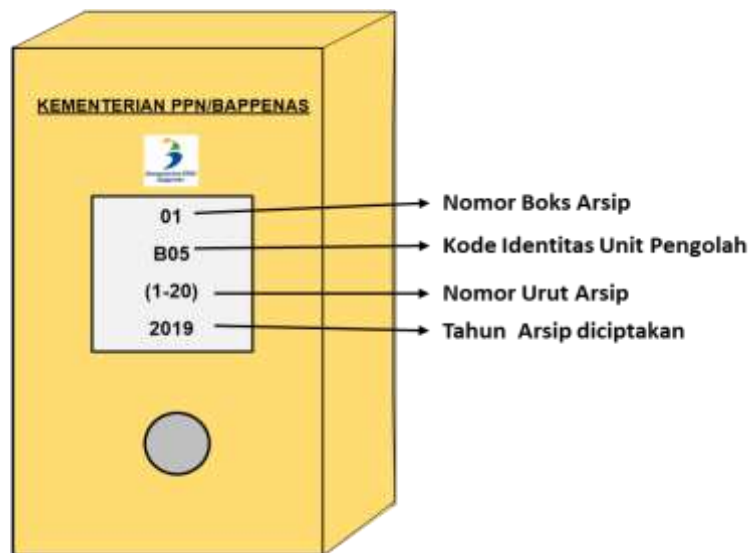 KEMENTERIAN PPN/BAPPENAS
01
Nomor Boks Arsip
B05
Kode Identitas Unit Pengolah
(1-20)
Nomor Urut Arsip
2019
Tahun Arsip diciptakan